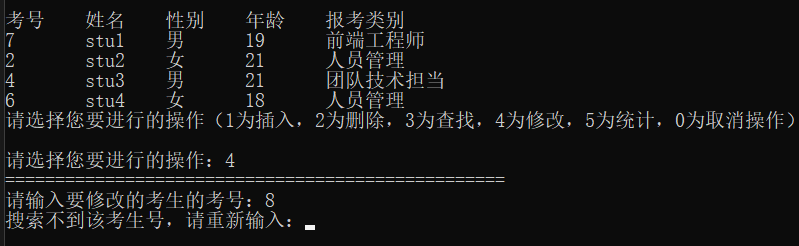 考号 姓名 性别 年龄 报考类别
7 stu1 男 19 前端工程师
2 stu2 女 21 人员管理
4 stu3 男 21 团队技术担当
6 stu4 女 18 人员管理
请选择您要进行的操作（1为插入，2为删除，3为查找，4为修改，5为统计，0为取消操作）
请选择您要进行的操作：4
==================================================
请输入要修改的考生的考号：8
搜索不到该考生号，请重新输入：